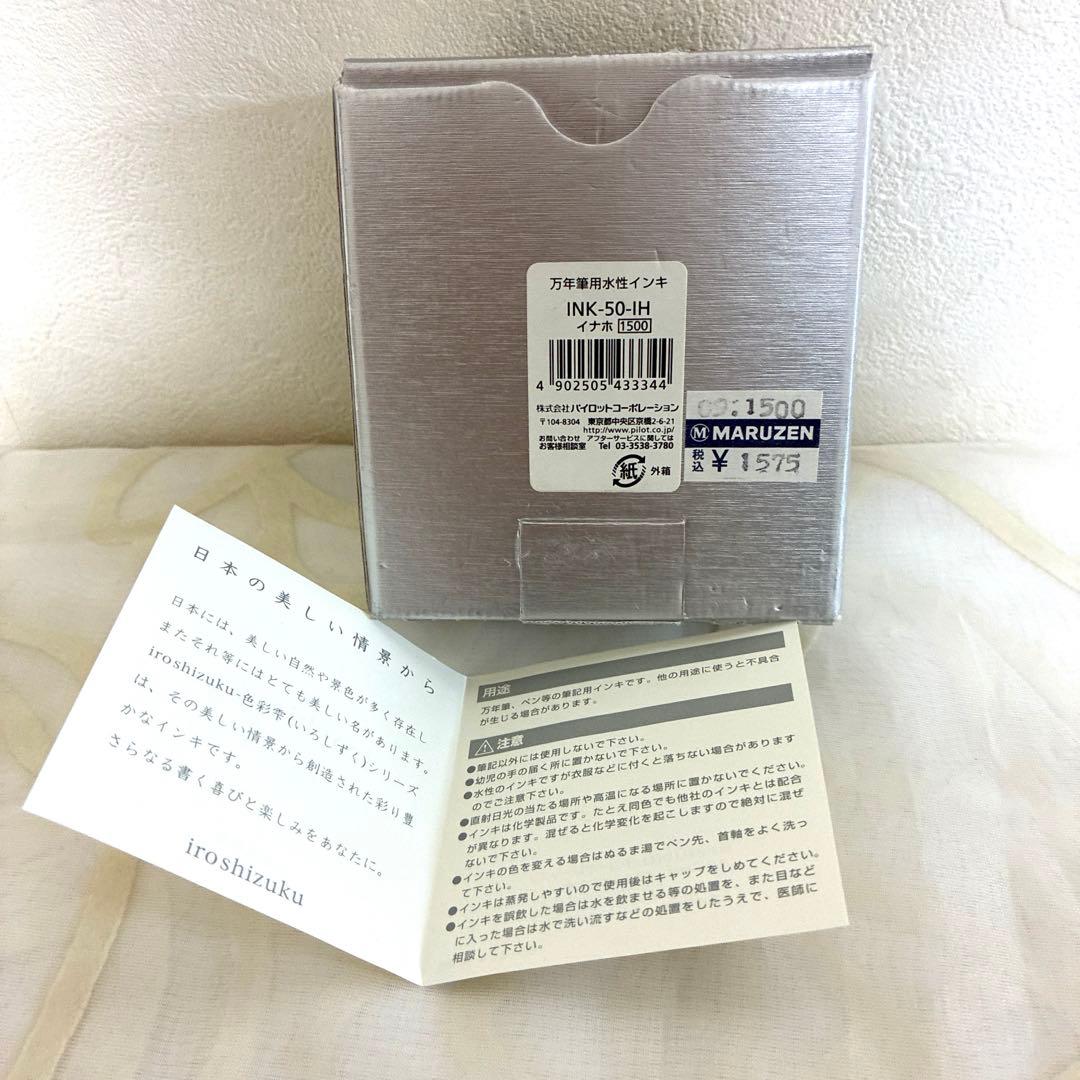 万年筆用水性インキ
INK-50-IH
イナホ 1500
4 902505 433344
株式会社パイロットコーポレーション
〒104-8304 東京都中央区京橋2-6-21
http://www.pilot.co.jp/
お問い合わせ アフターサービスに関しては
お客様相談室 Tel 03-3538-3780
紙 外箱
09:1500
M MARUZEN
税込 ¥ 1575
日本の美しい情景から
日本には、美しい自然や景色が多く存在し
またそれ等にはとても美しい名があります。
iroshizuku-色彩雫(いろしずく)シリーズ
は、その美しい情景から創造された彩り豊
かなインキです。
さらなる書く喜びと楽しみをあなたに。
iroshizuku
用途
万年筆、ペン等の筆記用インキです。他の用途に使うと不具合
が生じる場合があります。
注意
●筆記以外には使用しないで下さい。
●幼児の手の届く所に置かないで下さい。
●水性のインキですが衣服などに付くと落ちない場合があります
のでご注意下さい。
●直射日光の当たる場所や高温になる場所に置かないでください。
●インキは化学製品です。たとえ同色でも他社のインキとは配合
が異なります。混ぜると化学変化を起こしますので絶対に混ぜ
ないで下さい。
●インキの色を変える場合はぬるま湯でペン先、首軸をよく洗っ
て下さい。
●インキは蒸発しやすいので使用後はキャップをしめてください。
●インキを誤飲した場合は水を飲ませる等の処置を、また目など
に入った場合は水で洗い流すなどの処置をしたうえで、医師に
相談して下さい。